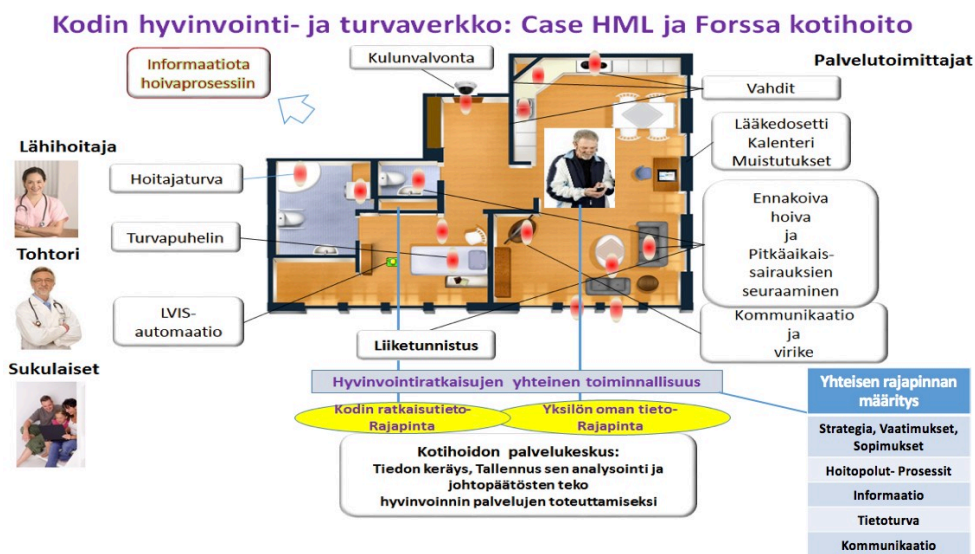 Kodin hyvinvointi- ja turvaverkko: Case HML ja Forssa kotihoito
Informaatiota
hoivaprosessiin
Kulunvalvonta
Palvelutoimittajat
Vahdit
Lääkedosetti
Kalenteri
Muistutukset
Lähihoitaja
Hoitajaturva
Ennakoiva
hoiva
ja
Pitkäaikais-
sairauksien
seuraaminen
Turvapuhelin
Tohtori
LVIS-
automaatio
Kommunikaatio
ja
virike
Liiketunnistus
Sukulaiset
Hyvinvointiratkaisujen yhteinen toiminnallisuus
Kodin ratkaisutieto-
Rajapinta
Yksilön oman tieto-
Rajapinta
Kotihoidon palvelukeskus:
Tiedon keräys, Tallennus sen analysointi ja
johtopäätösten teko
hyvinvoinnin palvelujen toteuttamiseksi
Yhteisen rajapinnan
määritys
Strategia, Vaatimukset,
Sopimukset
Hoitopolut- Prosessit
Informaatio
Tietoturva
Kommunikaatio